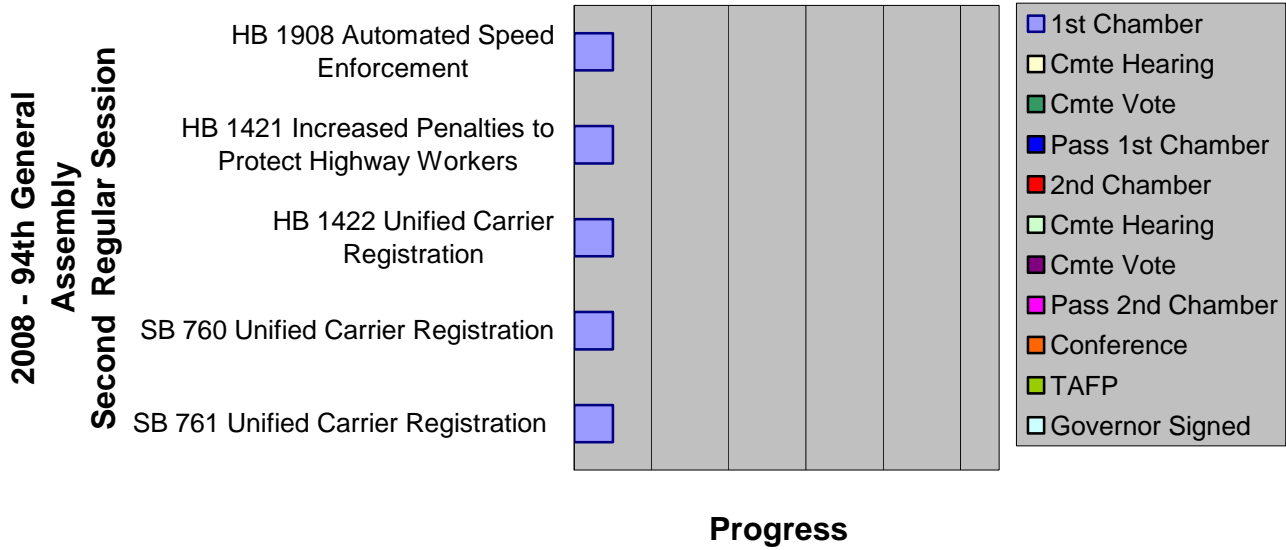 2008 - 94th General
Assembly
Second Regular Session
HB 1908 Automated Speed
Enforcement
HB 1421 Increased Penalties to
Protect Highway Workers
HB 1422 Unified Carrier
Registration
SB 760 Unified Carrier Registration
SB 761 Unified Carrier Registration
Progress
1st Chamber
Cmte Hearing
Cmte Vote
Pass 1st Chamber
2nd Chamber
Cmte Hearing
Cmte Vote
Pass 2nd Chamber
Conference
TAFP
Governor Signed